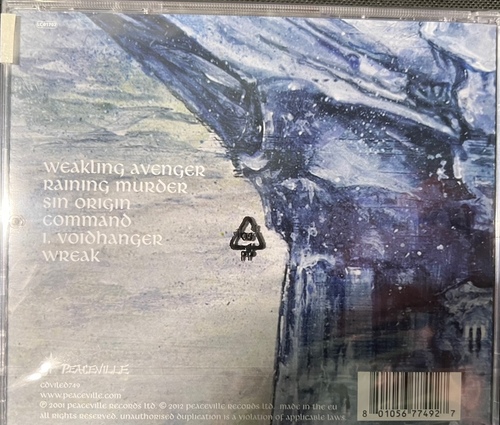 WEAKLING AVENGER
RAINING MURDER
SIN ORIGIN
COMMAND
I, VOIDHANGER
WREAK
PEACEVILLE
www.peaceville.com
℗ 2001 PEACEVILLE RECORDS LTD. © 2012 PEACEVILLE RECORDS LTD. MADE IN THE EU
ALL RIGHTS RESERVED. UNAUTHORISED DUPLICATION IS A VIOLATION OF APPLICABLE LAWS.
8 01056 77492 7